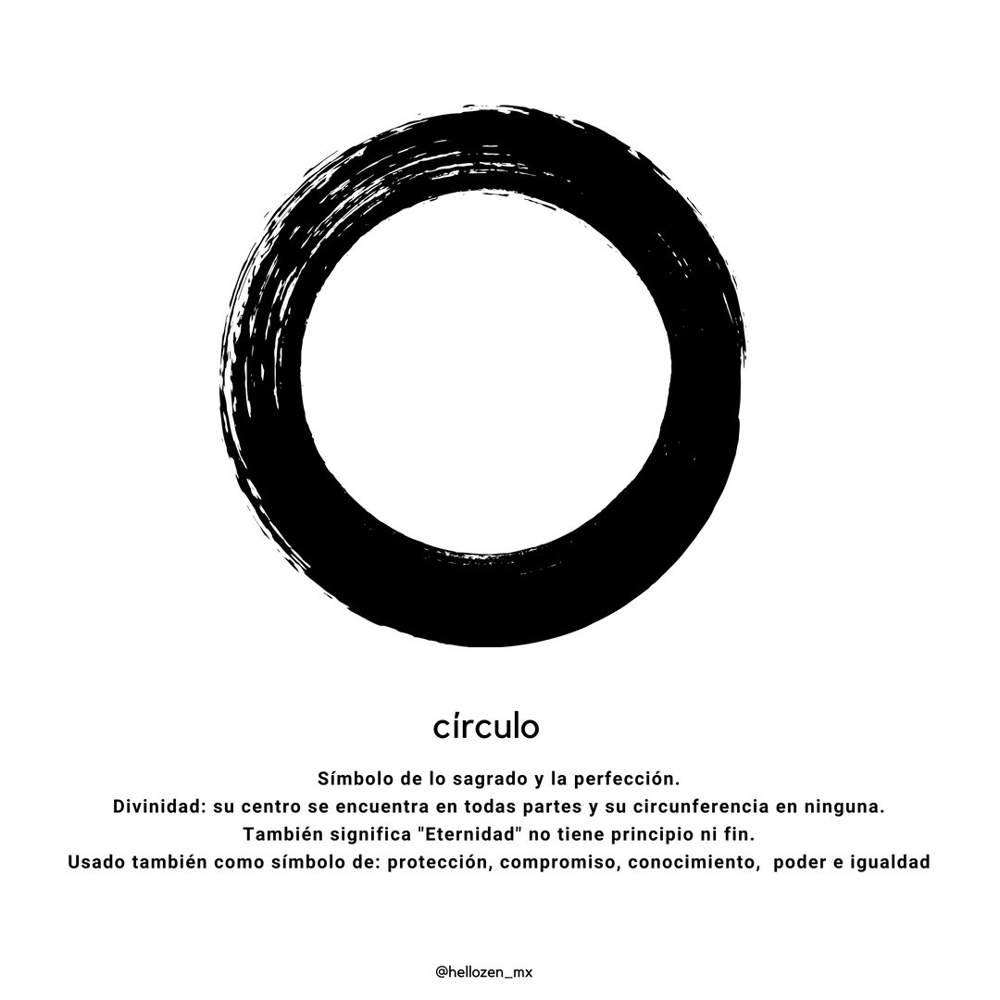 círculo
Símbolo de lo sagrado y la perfección.
Divinidad: su centro se encuentra en todas partes y su circunferencia en ninguna.
También significa "Eternidad" no tiene principio ni fin.
Usado también como símbolo de: protección, compromiso, conocimiento,  poder e igualdad
@hellozen_mx